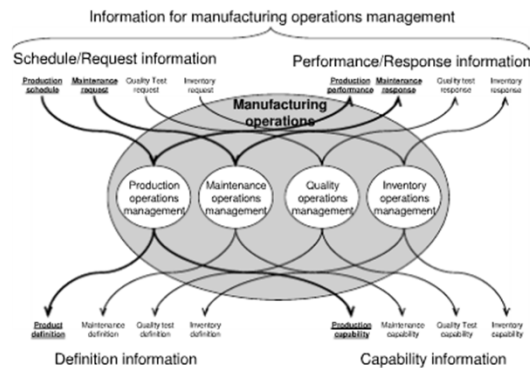 Information for manufacturing operations management
Schedule/Request information
Performance/Response information
Production
schedule
Maintenance
request
Quality Test
request
Inventory
request
Production
performance
Maintenance
response
Quality test
response
Inventory
response
Manufacturing
operations
Production
operations
management
Maintenance
operations
management
Quality
operations
management
Inventory
operations
management
Product
definition
Maintenance
definition
Quality test
definition
Inventory
definition
Production
capability
Maintenance
capability
Quality Test
capability
Inventory
capability
Definition information
Capability information